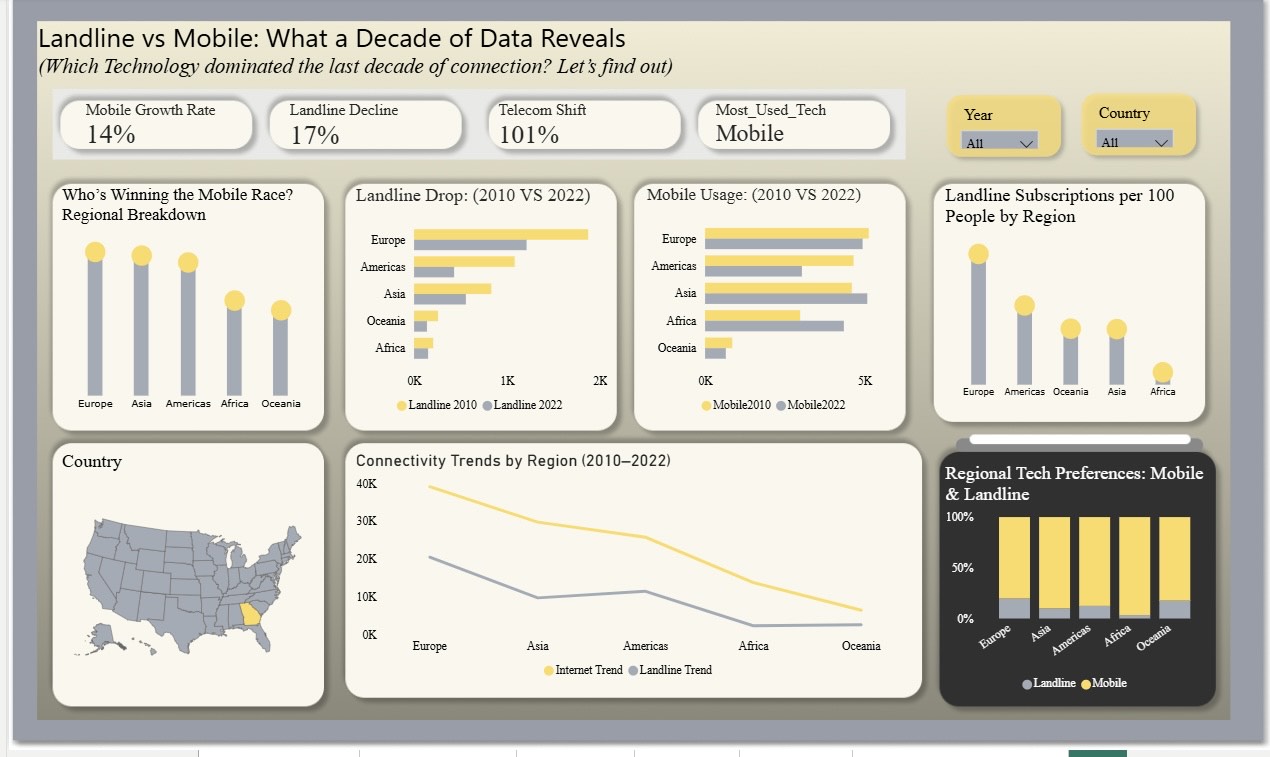 Landline vs Mobile: What a Decade of Data Reveals
(Which Technology dominated the last decade of connection? Let's find out)
Mobile Growth Rate
14%
Landline Decline
17%
Telecom Shift
101%
Most_Used_Tech
Mobile
Year
All
Country
All
Who's Winning the Mobile Race?
Regional Breakdown
Europe Asia Americas Africa Oceania
Landline Drop: (2010 VS 2022)
Europe
Americas
Asia
Oceania
Africa
0K 1K 2K
Landline 2010 Landline 2022
Mobile Usage: (2010 VS 2022)
Europe
Americas
Asia
Africa
Oceania
0K 5K
Mobile2010 Mobile2022
Landline Subscriptions per 100
People by Region
Europe Americas Oceania Asia Africa
Country
Connectivity Trends by Region (2010–2022)
40K
30K
20K
10K
0K
Europe Asia Americas Africa Oceania
Internet Trend Landline Trend
Regional Tech Preferences: Mobile
& Landline
100%
50%
0%
Europe Asia Americas Africa Oceania
Landline Mobile